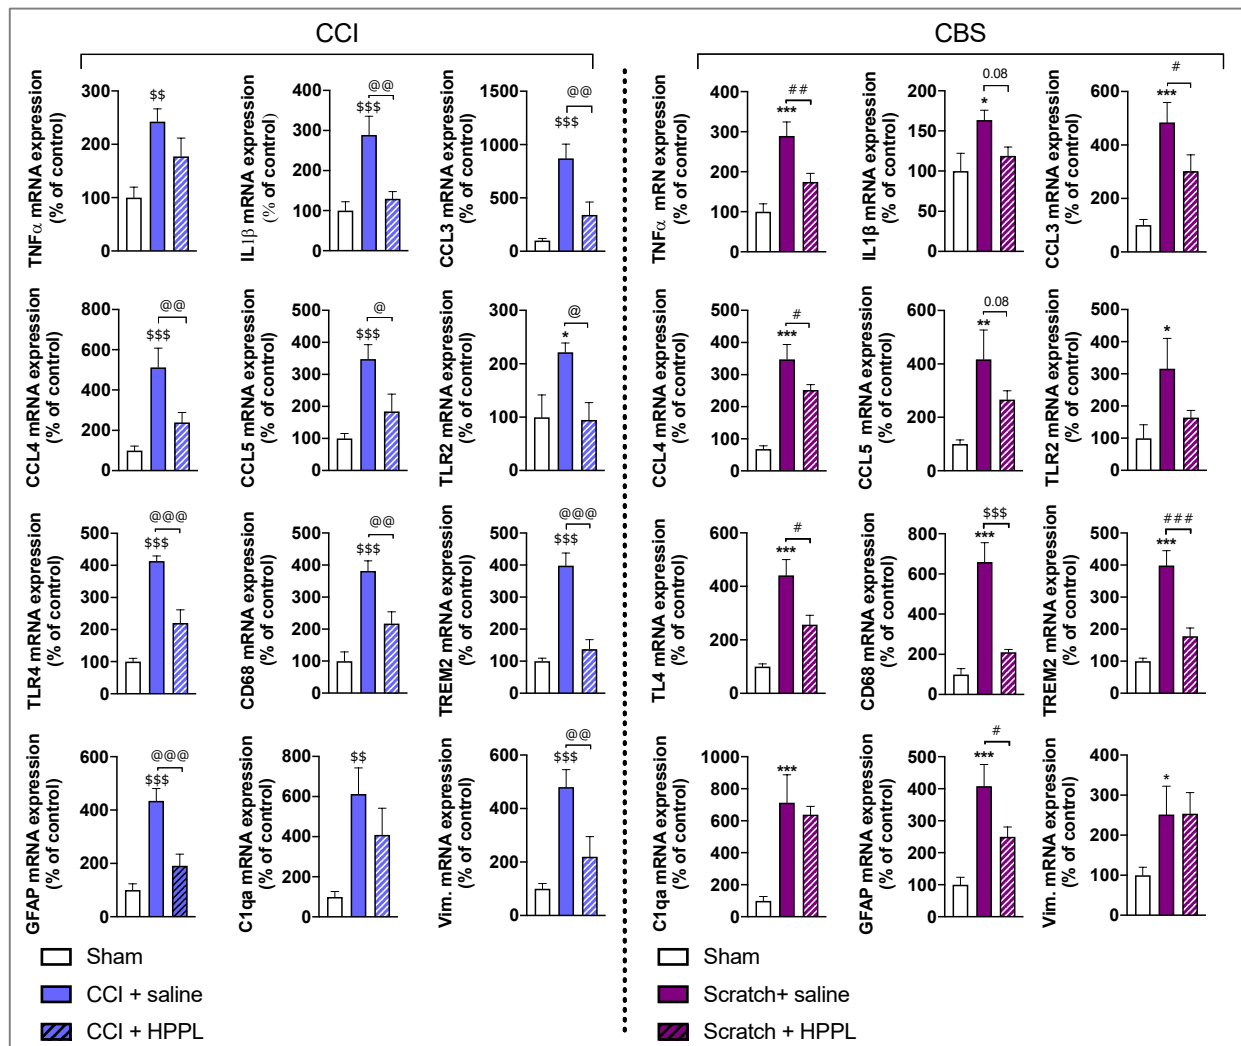 CCI
CBS
TNFα mRNA expression
(% of control)
300
200
100
0
$$
IL1β mRNA expression
(% of control)
400
300
200
100
0
$$$
@@
CCL3 mRNA expression
(% of control)
1500
1000
500
0
$$$
@@
TNFα mRN expression
(% of control)
400
300
200
100
0
***
##
IL1β mRNA expression
(% of control)
200
150
100
50
0
*
0.08
CCL3 mRNA expression
(% of control)
600
400
200
0
***
#
CCL4 mRNA expression
(% of control)
800
600
400
200
0
$$$
@@
CCL5 mRNA expression
(% of control)
500
400
300
200
100
0
$$$
@
TLR2 mRNA expression
(% of control)
300
200
100
0
*
@
CCL4 mRNA expression
(% of control)
500
400
300
200
100
0
***
#
CCL5 mRNA expression
(% of control)
600
400
200
0
**
0.08
TLR2 mRNA expression
(% of control)
500
400
300
200
100
0
*
TLR4 mRNA expression
(% of control)
500
400
300
200
100
0
$$$
@@@
CD68 mRNA expression
(% of control)
500
400
300
200
100
0
$$$
@@
TREM2 mRNA expression
(% of control)
500
400
300
200
100
0
$$$
@@@
TL4 mRNA expression
(% of control)
600
400
200
0
***
#
CD68 mRNA expression
(% of control)
800
600
400
200
0
***
$$$
TREM2 mRNA expression
(% of control)
500
400
300
200
100
0
***
###
GFAP mRNA expression
(% of control)
600
400
200
0
$$$
@@@
C1qa mRNA expression
(% of control)
800
600
400
200
0
$$
Vim. mRNA expression
(% of control)
600
400
200
0
$$$
@@
C1qa mRNA expression
(% of control)
1000
800
600
400
200
0
***
GFAP mRNA expression
(% of control)
500
400
300
200
100
0
***
#
Vim. mRNA expression
(% of control)
400
300
200
100
0
*
Sham
CCI + saline
CCI + HPPL
Sham
Scratch+ saline
Scratch + HPPL